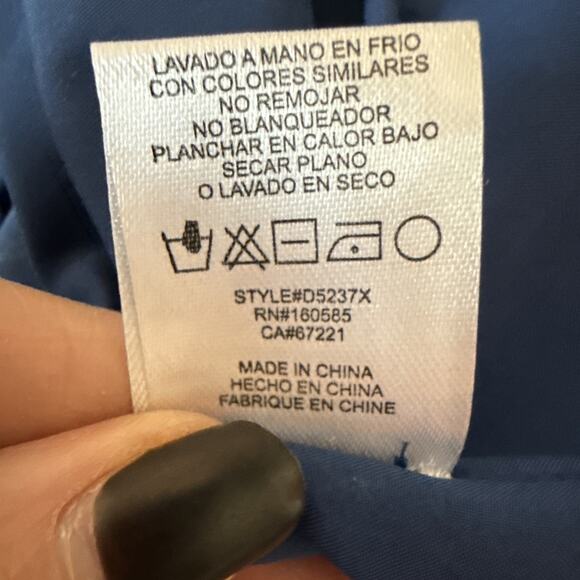 LAVADO A MANO EN FRIO
CON COLORES SIMILARES
NO REMOJAR
NO BLANQUEADOR
PLANCHAR EN CALOR BAJO
SECAR PLANO
O LAVADO EN SECO
STYLE#D5237X
RN#160585
CA#67221
MADE IN CHINA
HECHO EN CHINA
FABRIQUE EN CHINE